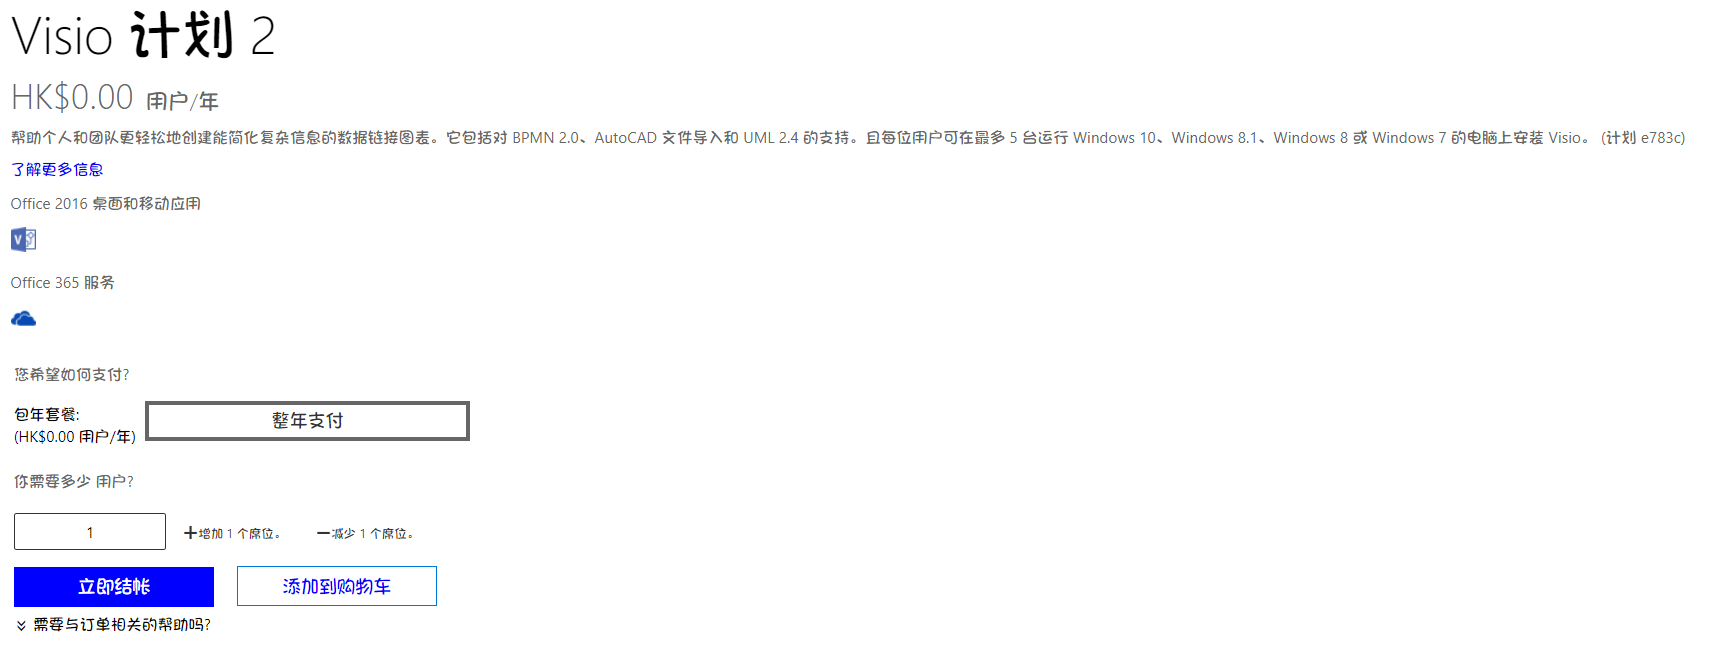 Visio 计划 2
HK$0.00 用户/年
帮助个人和团队更轻松地创建能简化复杂信息的数据链接图表。它包括对 BPMN 2.0、AutoCAD 文件导入和 UML 2.4 的支持。且每位用户可在最多 5 台运行 Windows 10、Windows 8.1、Windows 8 或 Windows 7 的电脑上安装 Visio。 (计划 e783c)
了解更多信息
Office 2016 桌面和移动应用
V
Office 365 服务
您希望如何支付?
包年套餐:
(HK$0.00 用户/年)
整年支付
你需要多少 用户?
1
+增加 1 个席位。
—减少 1 个席位。
立即结帐
添加到购物车
需要与订单相关的帮助吗?